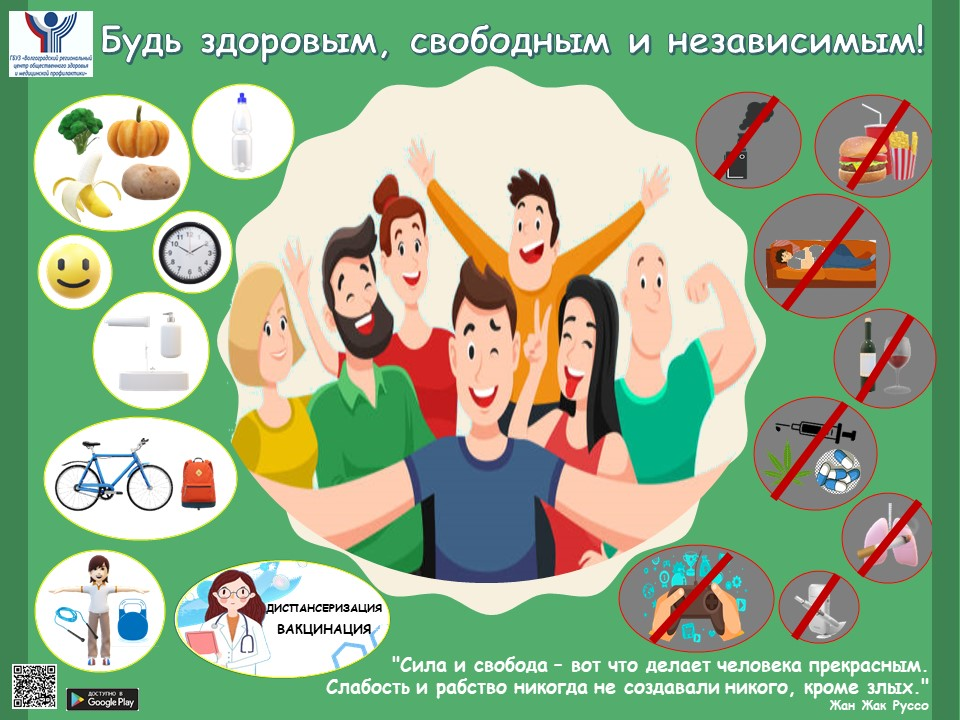 Будь здоровым, свободным и независимым!
ГБУЗ «Волгоградский региональный
центр общественного здоровья
и медицинской профилактики»
ДИСПАНСЕРИЗАЦИЯ
ВАКЦИНАЦИЯ
"Сила и свобода – вот что делает человека прекрасным.
Слабость и рабство никогда не создавали никого, кроме злых."
Жан Жак Руссо
ДОСТУПНО В
Google Play